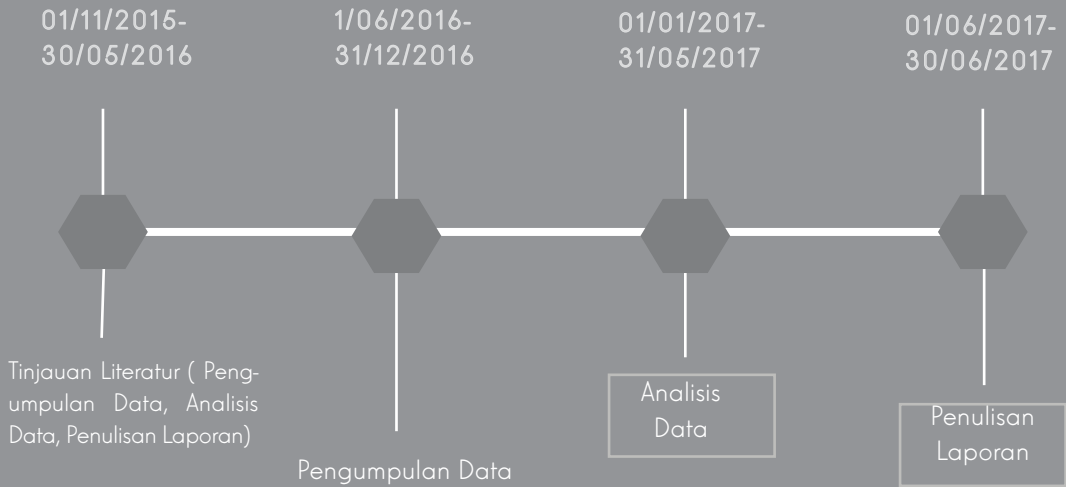 01/11/2015-
30/05/2016
1/06/2016-
31/12/2016
01/01/2017-
31/05/2017
01/06/2017-
30/06/2017
Tinjauan Literatur ( Peng-
umpulan Data, Analisis
Data, Penulisan Laporan)
Pengumpulan Data
Analisis
Data
Penulisan
Laporan